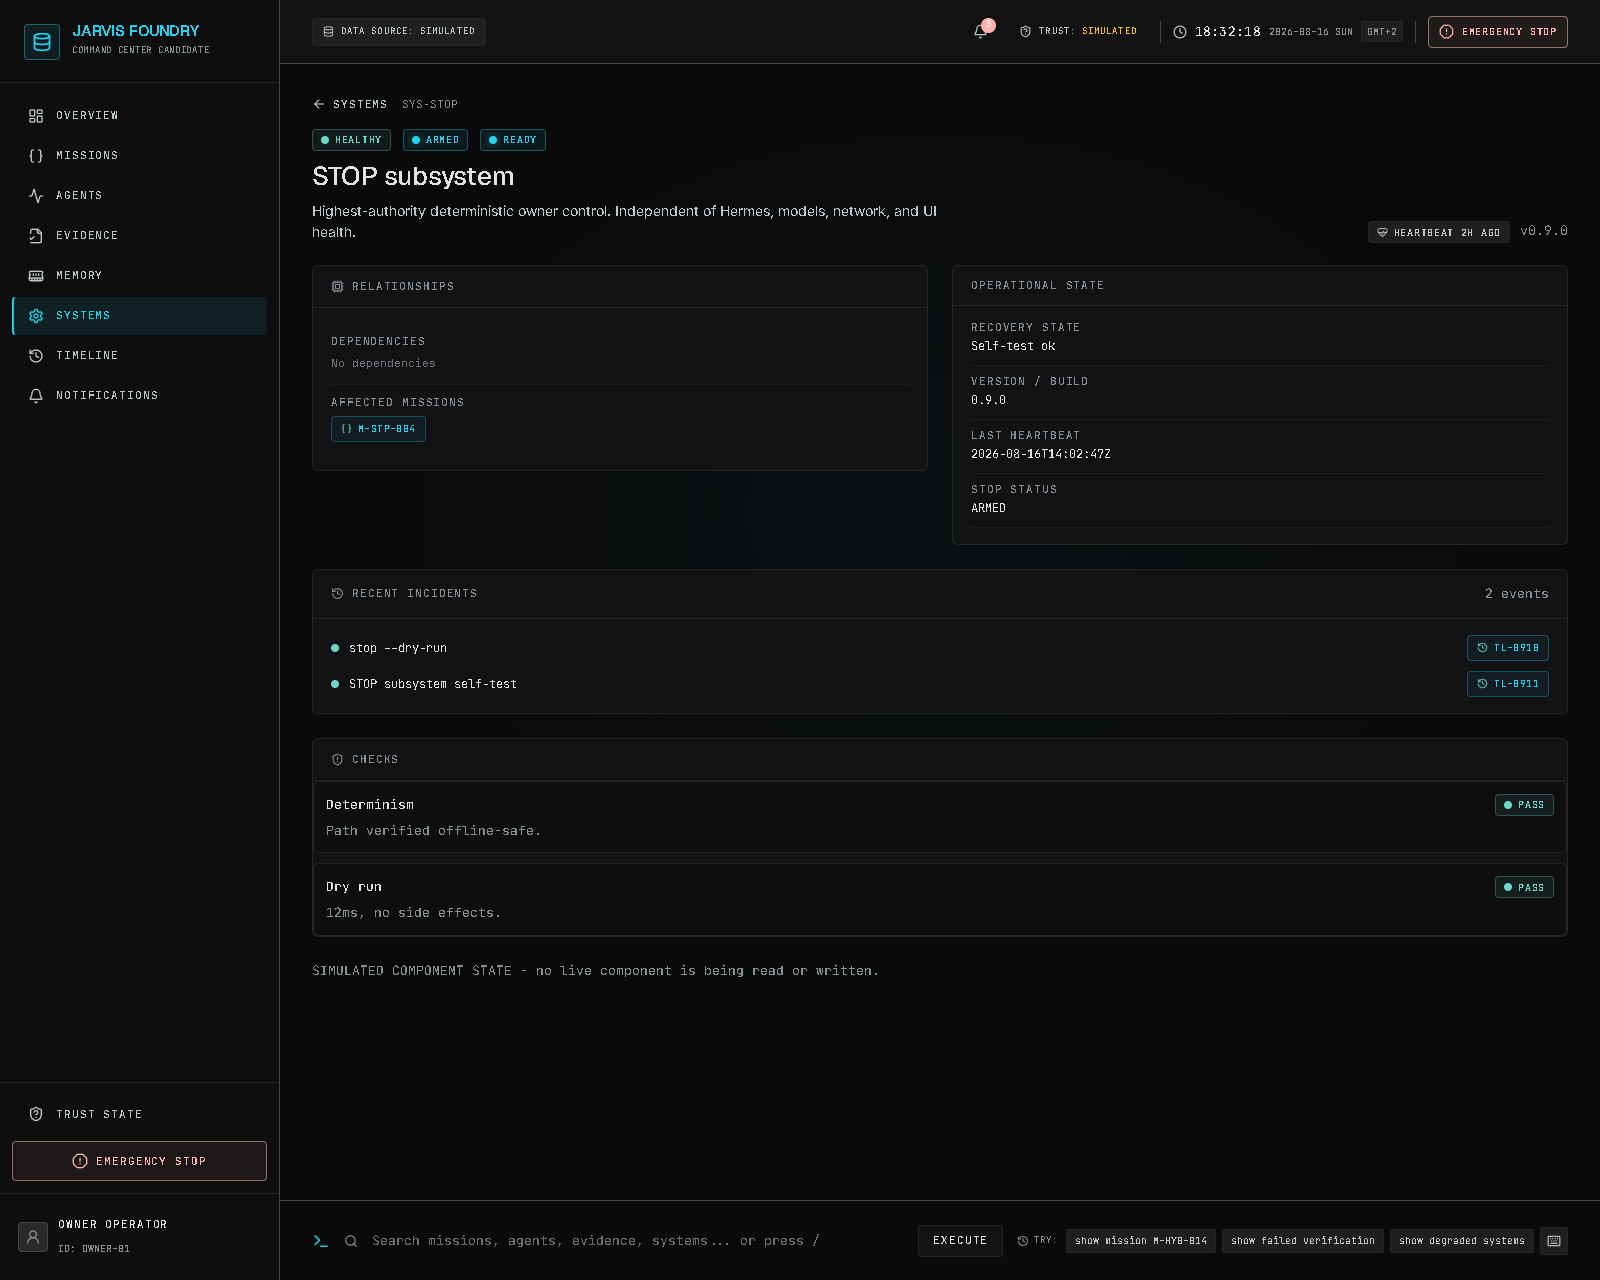 JARVIS FOUNDRY
COMMAND CENTER CANDIDATE
OVERVIEW
MISSIONS
AGENTS
EVIDENCE
MEMORY
SYSTEMS
TIMELINE
NOTIFICATIONS
TRUST STATE
EMERGENCY STOP
OWNER OPERATOR
ID: OWNER-01
DATA SOURCE: SIMULATED
3
TRUST: SIMULATED
18:32:18 2026-08-16 SUN GMT+2
EMERGENCY STOP
SYSTEMS SYS-STOP
HEALTHY ARMED READY
STOP subsystem
Highest-authority deterministic owner control. Independent of Hermes, models, network, and UI
health.
HEARTBEAT 2H AGO v0.9.0
RELATIONSHIPS
DEPENDENCIES
No dependencies
AFFECTED MISSIONS
{} M-STP-004
OPERATIONAL STATE
RECOVERY STATE
Self-test ok
VERSION / BUILD
0.9.0
LAST HEARTBEAT
2026-08-16T14:02:47Z
STOP STATUS
ARMED
RECENT INCIDENTS 2 events
stop --dry-run TL-8910
STOP subsystem self-test TL-8911
CHECKS
Determinism PASS
Path verified offline-safe.
Dry run PASS
12ms, no side effects.
SIMULATED COMPONENT STATE - no live component is being read or written.
Search missions, agents, evidence, systems... or press /
EXECUTE
TRY: show mission M-HYB-014 show failed verification show degraded systems